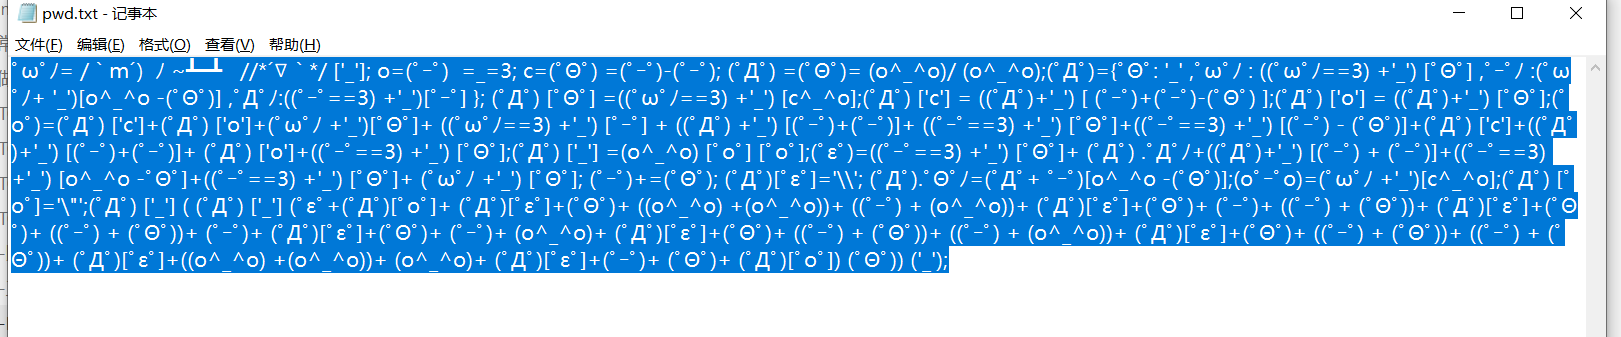 pwd.txt - 记事本
文件(F) 编辑(E) 格式(O) 查看(V) 帮助(H)
ﾟωﾟﾉ= /｀ｍ´)ﾉ ~┻━┻ //*´∇｀*/ ['_']; o=(ﾟｰﾟ) =_=3; c=(ﾟΘﾟ) =(ﾟｰﾟ)-(ﾟｰﾟ); (ﾟДﾟ) =(ﾟΘﾟ)= (o^_^o)/ (o^_^o);(ﾟДﾟ)={ﾟΘﾟ: '_' ,ﾟωﾟﾉ : ((ﾟωﾟﾉ==3) +'_') [ﾟΘﾟ] ,ﾟｰﾟﾉ :(ﾟω
ﾟﾉ+ '_')[o^_^o -(ﾟΘﾟ)] ,ﾟДﾟﾉ:((ﾟｰﾟ==3) +'_')[ﾟｰﾟ] }; (ﾟДﾟ) [ﾟΘﾟ] =((ﾟωﾟﾉ==3) +'_') [c^_^o];(ﾟДﾟ) ['c'] = ((ﾟДﾟ)+'_') [ (ﾟｰﾟ)+(ﾟｰﾟ)-(ﾟΘﾟ) ];(ﾟДﾟ) ['o'] = ((ﾟДﾟ)+'_') [ﾟΘﾟ];(ﾟ
oﾟ)=(ﾟДﾟ) ['c']+(ﾟДﾟ) ['o']+(ﾟωﾟﾉ +'_')[ﾟΘﾟ]+ ((ﾟωﾟﾉ==3) +'_') [ﾟｰﾟ] + ((ﾟДﾟ) +'_') [(ﾟｰﾟ)+(ﾟｰﾟ)]+ ((ﾟｰﾟ==3) +'_') [ﾟΘﾟ]+((ﾟｰﾟ==3) +'_') [(ﾟｰﾟ) - (ﾟΘﾟ)]+(ﾟДﾟ) ['c']+((ﾟДﾟ
)+'_') [(ﾟｰﾟ)+(ﾟｰﾟ)]+ (ﾟДﾟ) ['o']+((ﾟｰﾟ==3) +'_') [ﾟΘﾟ];(ﾟДﾟ) ['_'] =(o^_^o) [ﾟoﾟ] [ﾟoﾟ];(ﾟεﾟ)=((ﾟｰﾟ==3) +'_') [ﾟΘﾟ]+ (ﾟДﾟ) .ﾟДﾟﾉ+((ﾟДﾟ)+'_') [(ﾟｰﾟ) + (ﾟｰﾟ)]+((ﾟｰﾟ==3)
+'_') [o^_^o -ﾟΘﾟ]+((ﾟｰﾟ==3) +'_') [ﾟΘﾟ]+ (ﾟωﾟﾉ +'_') [ﾟΘﾟ]; (ﾟｰﾟ)+=(ﾟΘﾟ); (ﾟДﾟ)[ﾟεﾟ]='\\'; (ﾟДﾟ).ﾟΘﾟﾉ=(ﾟДﾟ+ ﾟｰﾟ)[o^_^o -(ﾟΘﾟ)];(oﾟｰﾟo)=(ﾟωﾟﾉ +'_')[c^_^o];(ﾟДﾟ) [ﾟ
oﾟ]='\"';(ﾟДﾟ) ['_'] ( (ﾟДﾟ) ['_'] (ﾟεﾟ+(ﾟДﾟ)[ﾟoﾟ]+ (ﾟДﾟ)[ﾟεﾟ]+(ﾟΘﾟ)+ ((o^_^o) +(o^_^o))+ ((ﾟｰﾟ) + (o^_^o))+ (ﾟДﾟ)[ﾟεﾟ]+(ﾟΘﾟ)+ (ﾟｰﾟ)+ ((ﾟｰﾟ) + (ﾟΘﾟ))+ (ﾟДﾟ)[ﾟεﾟ]+(ﾟΘ
ﾟ)+ ((ﾟｰﾟ) + (ﾟΘﾟ))+ (ﾟｰﾟ)+ (ﾟДﾟ)[ﾟεﾟ]+(ﾟΘﾟ)+ (ﾟｰﾟ)+ (o^_^o)+ (ﾟДﾟ)[ﾟεﾟ]+(ﾟΘﾟ)+ ((ﾟｰﾟ) + (ﾟΘﾟ))+ ((ﾟｰﾟ) + (o^_^o))+ (ﾟДﾟ)[ﾟεﾟ]+(ﾟΘﾟ)+ ((ﾟｰﾟ) + (ﾟΘﾟ))+ ((ﾟｰﾟ) + (ﾟ
Θﾟ))+ (ﾟДﾟ)[ﾟεﾟ]+((o^_^o) +(o^_^o))+ (o^_^o)+ (ﾟДﾟ)[ﾟεﾟ]+(ﾟｰﾟ)+ (ﾟΘﾟ)+ (ﾟДﾟ)[ﾟoﾟ]) (ﾟΘﾟ)) ('_');